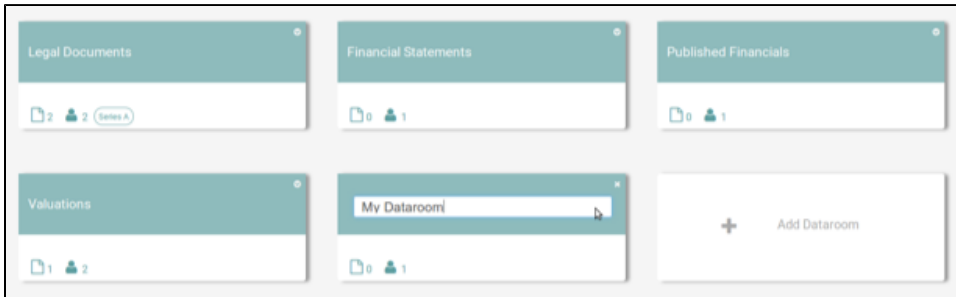 Legal Documents
Financial Statements
Published Financials
2 2 Series A
0 1
0 1
Valuations
My Dataroom
Add Dataroom
1 2
0 1